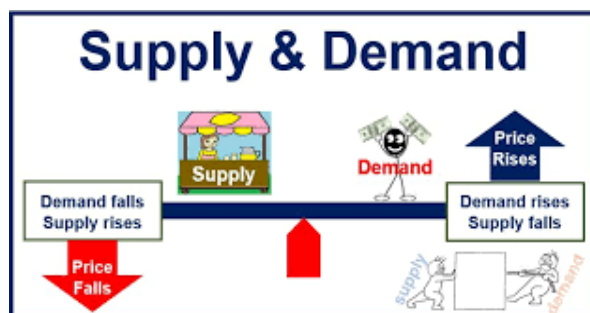 Supply & Demand
Supply
Demand
Price
Rises
Demand falls
Supply rises
Demand rises
Supply falls
Price
Falls
supply
demand